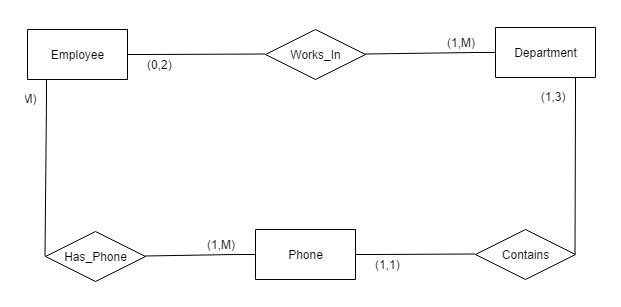 Employee
Works_In
Department
(0,2)
(1,M)
M)
(1,3)
Has_Phone
(1,M)
Phone
(1,1)
Contains